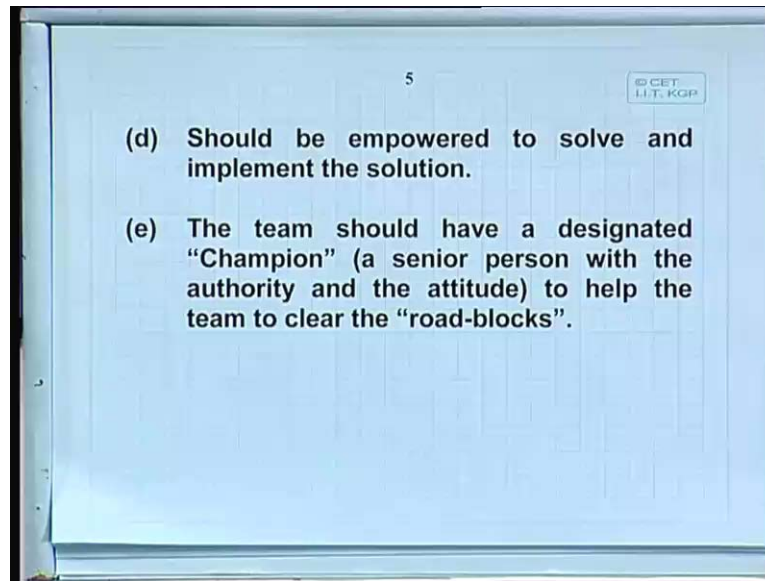 5
© CET
I.I.T. KGP
(d) Should be empowered to solve and
implement the solution.
(e) The team should have a designated
“Champion” (a senior person with the
authority and the attitude) to help the
team to clear the “road-blocks”.